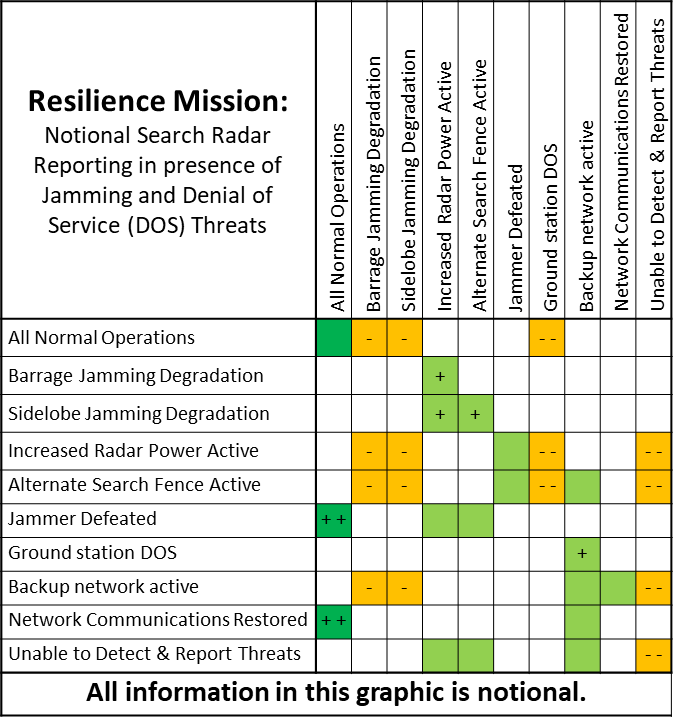 Resilience Mission:
Notional Search Radar
Reporting in presence of
Jamming and Denial of
Service (DOS) Threats
All Normal Operations
Barrage Jamming Degradation
Sidelobe Jamming Degradation
Increased Radar Power Active
Alternate Search Fence Active
Jammer Defeated
Ground station DOS
Backup network active
Network Communications Restored
Unable to Detect & Report Threats
All Normal Operations - - - -
Barrage Jamming Degradation +
Sidelobe Jamming Degradation + +
Increased Radar Power Active - - - - - -
Alternate Search Fence Active - - - - - -
Jammer Defeated + +
Ground station DOS +
Backup network active - - - -
Network Communications Restored + +
Unable to Detect & Report Threats - -
All information in this graphic is notional.